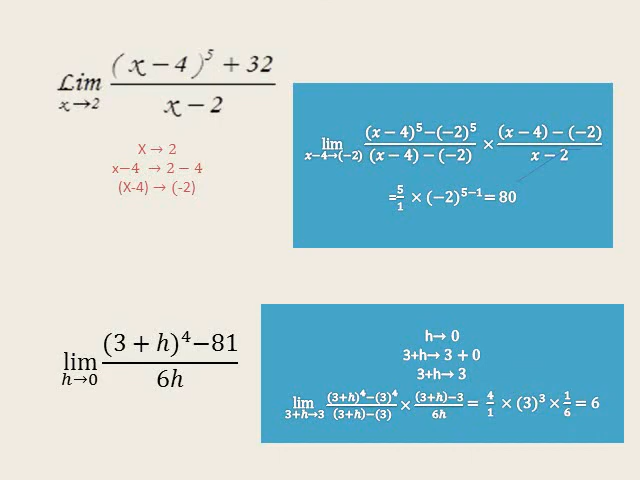 Lim x→2 ( x − 4 )⁵ + 32 / x − 2
X → 2
x−4 → 2 − 4
(X-4) → (-2)
lim x−4→(−2) (x − 4)⁵−(−2)⁵ / (x − 4) − (−2) × (x − 4) − (−2) / x − 2
=5/1 × (−2)⁵⁻¹= 80
lim h→0 (3 + h)⁴−81 / 6h
h→ 0
3+h→ 3 + 0
3+h→ 3
lim 3+h→3 (3+h)⁴−(3)⁴ / (3+h)−(3) × (3+h)−3 / 6h = 4/1 × (3)³ × 1/6 = 6